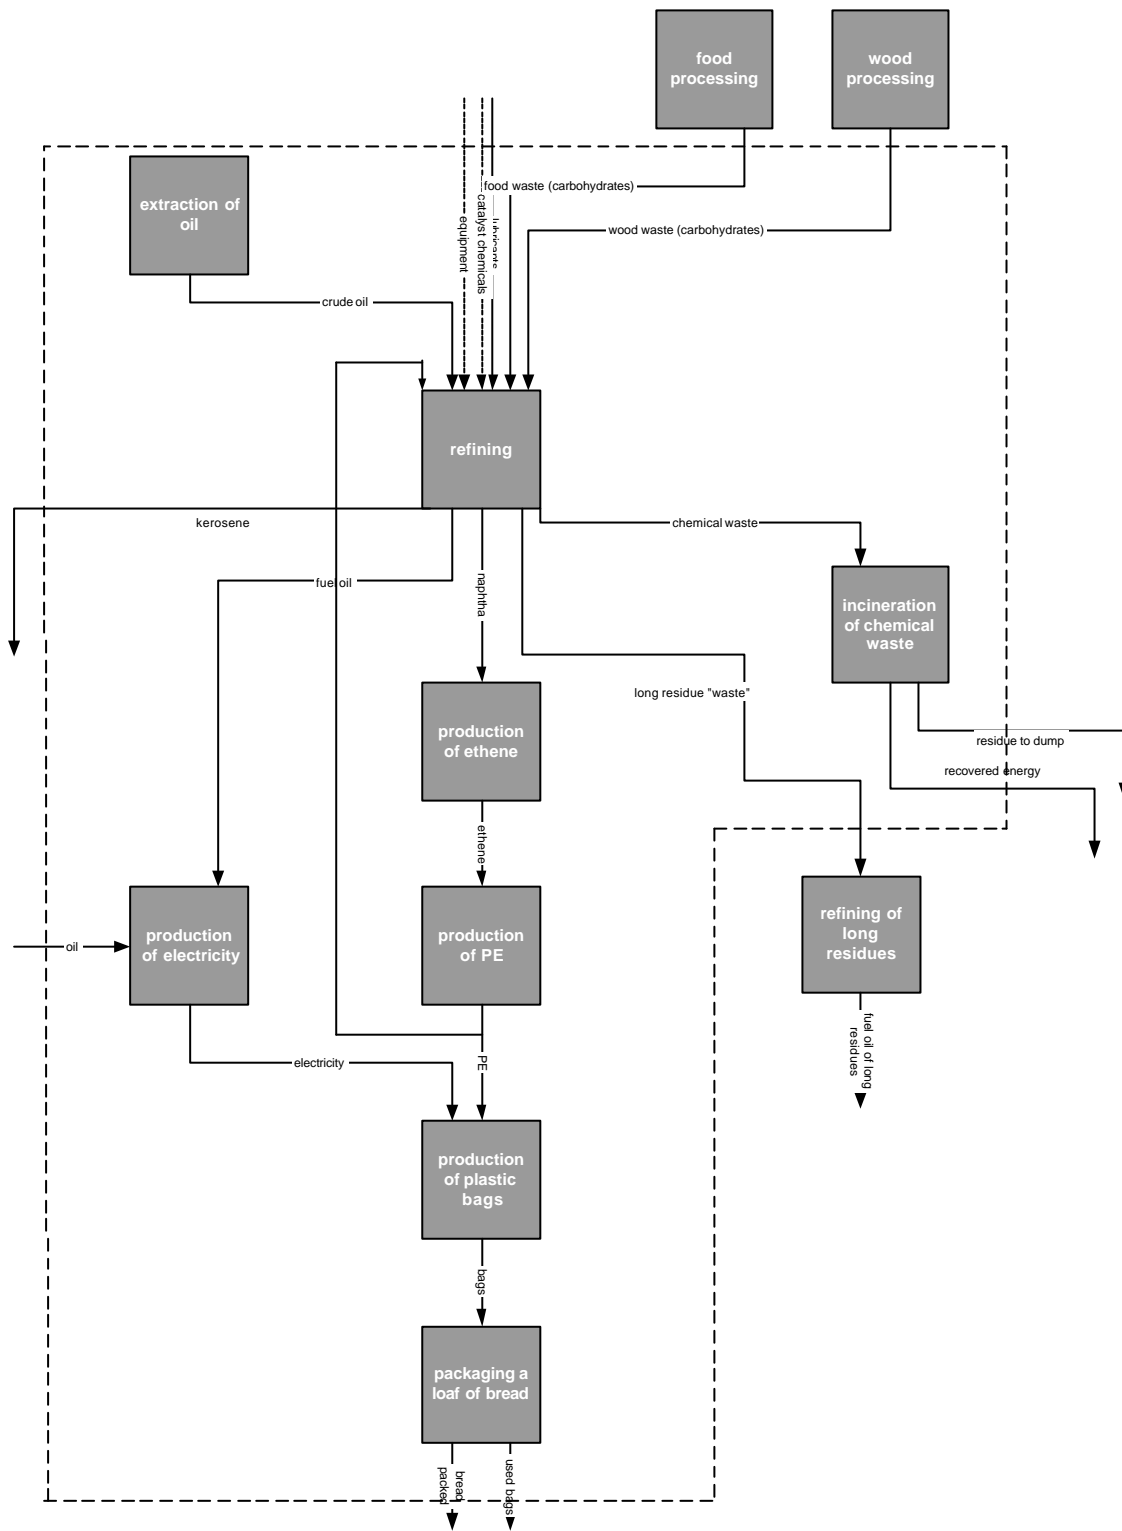 food
processing
wood
processing
extraction of
oil
food waste (carbohydrates)
catalyst chemicals
lubricants
equipment
wood waste (carbohydrates)
crude oil
refining
kerosene
chemical waste
fuel oil
naphtha
incineration
of chemical
waste
long residue "waste"
production
of ethene
residue to dump
recovered energy
ethene
production
of electricity
production
of PE
refining of
long
residues
oil
fuel oil of long
residues
electricity
PE
production
of plastic
bags
bags
packaging a
loaf of bread
bread
packed
used bags